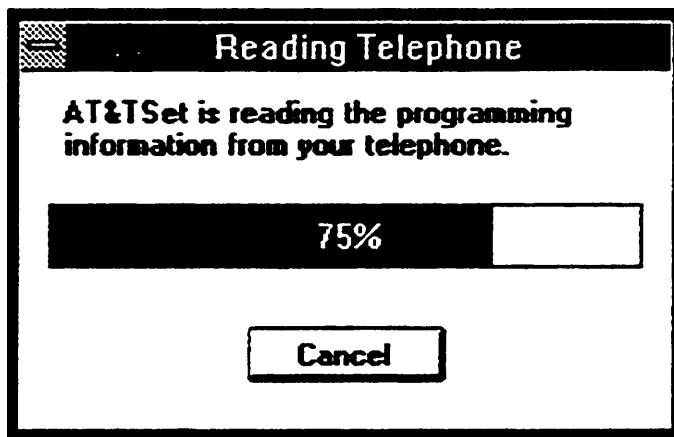 Reading Telephone
AT&TSet is reading the programming
information from your telephone.
75%
Cancel